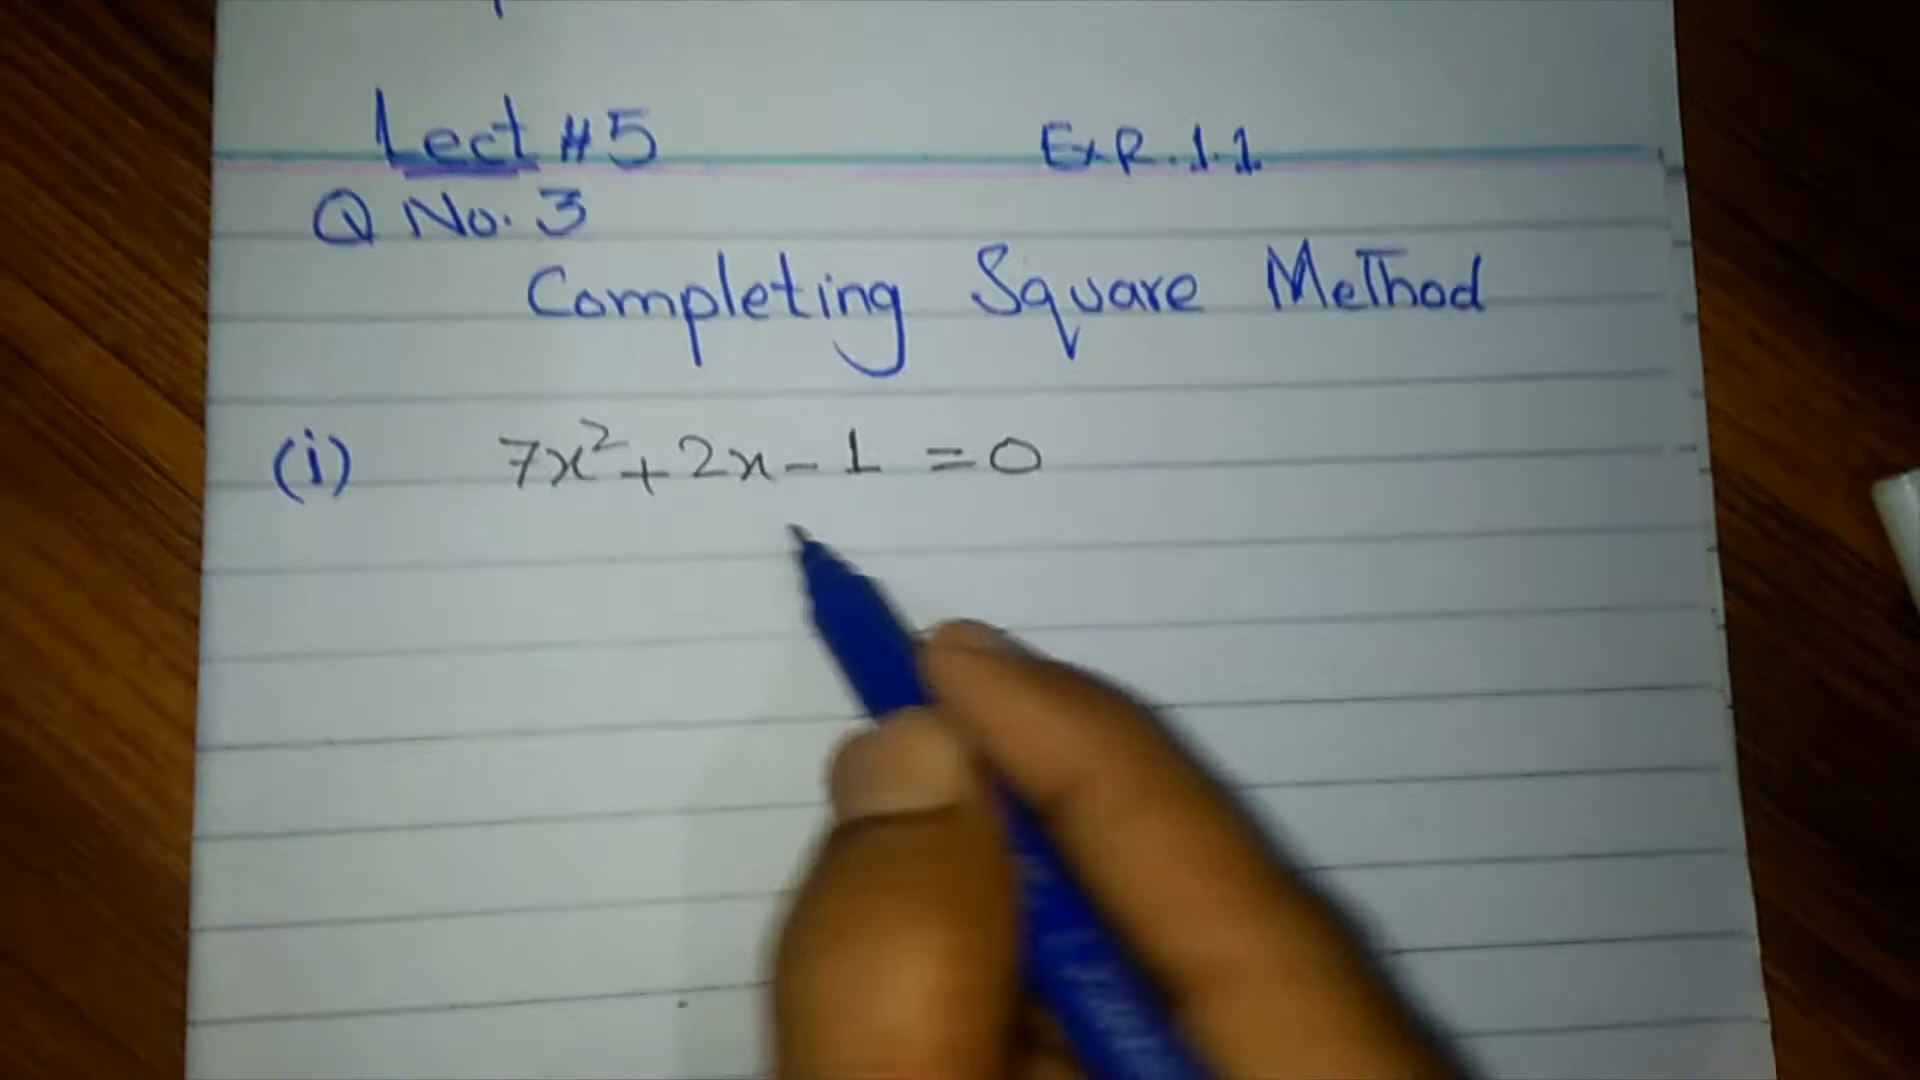 Lect #5 Ex.R.1.1
Q No. 3
Completing Square Method
(i) 7x²+2x-1 =0